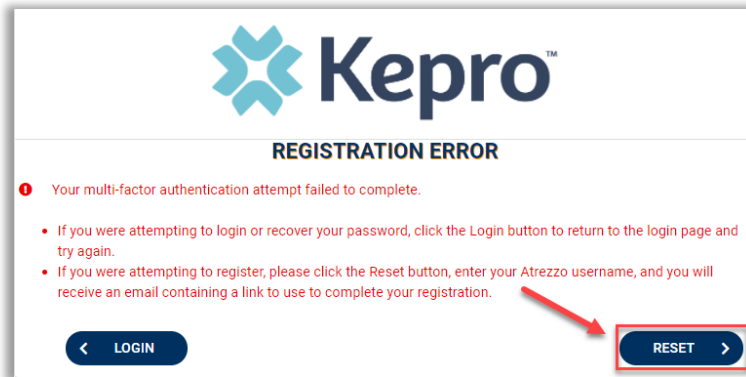 Kepro™
REGISTRATION ERROR
Your multi-factor authentication attempt failed to complete.
• If you were attempting to login or recover your password, click the Login button to return to the login page and
try again.
• If you were attempting to register, please click the Reset button, enter your Atrezzo username, and you will
receive an email containing a link to use to complete your registration.
LOGIN
RESET